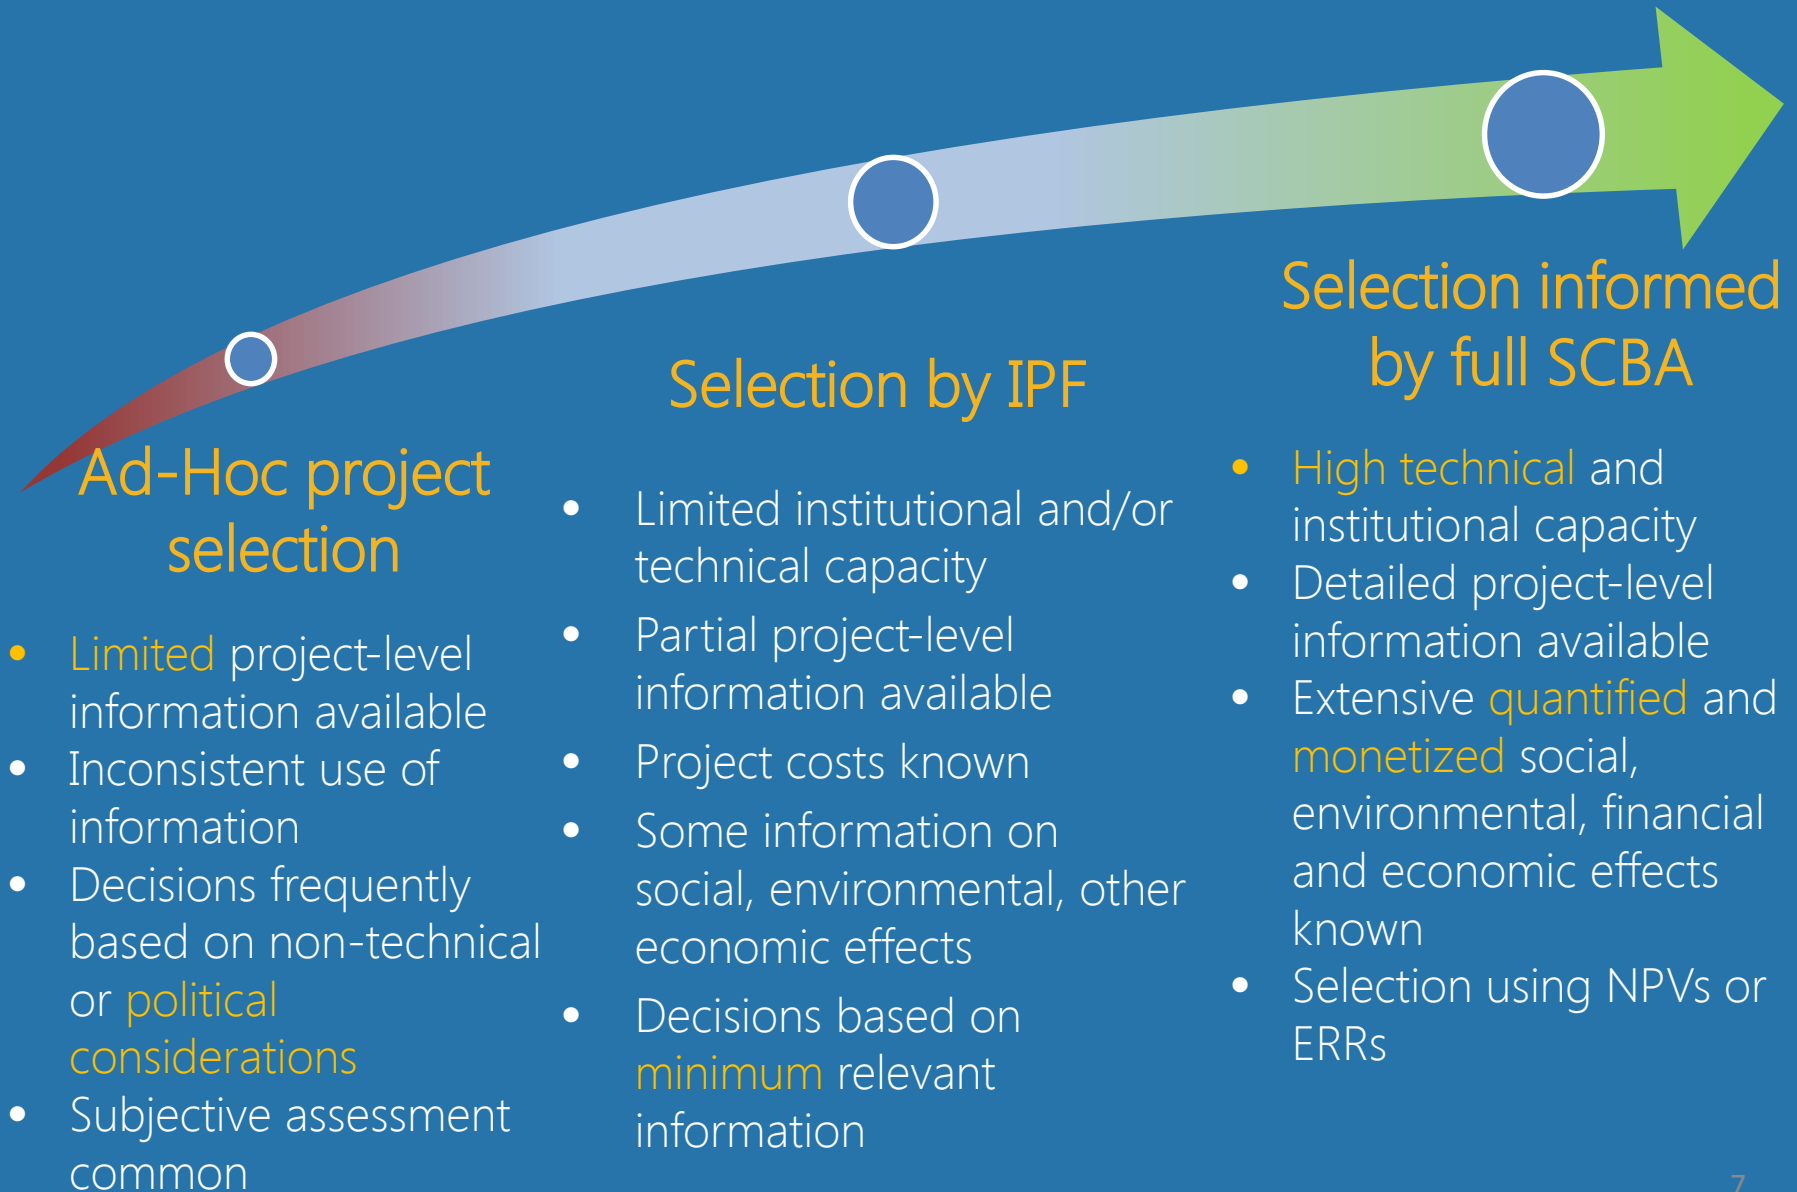 Ad-Hoc project
selection
• Limited project-level
information available
• Inconsistent use of
information
• Decisions frequently
based on non-technical
or political
considerations
• Subjective assessment
common
Selection by IPF
• Limited institutional and/or
technical capacity
• Partial project-level
information available
• Project costs known
• Some information on
social, environmental, other
economic effects
• Decisions based on
minimum relevant
information
Selection informed
by full SCBA
• High technical and
institutional capacity
• Detailed project-level
information available
• Extensive quantified and
monetized social,
environmental, financial
and economic effects
known
• Selection using NPVs or
ERRs
7